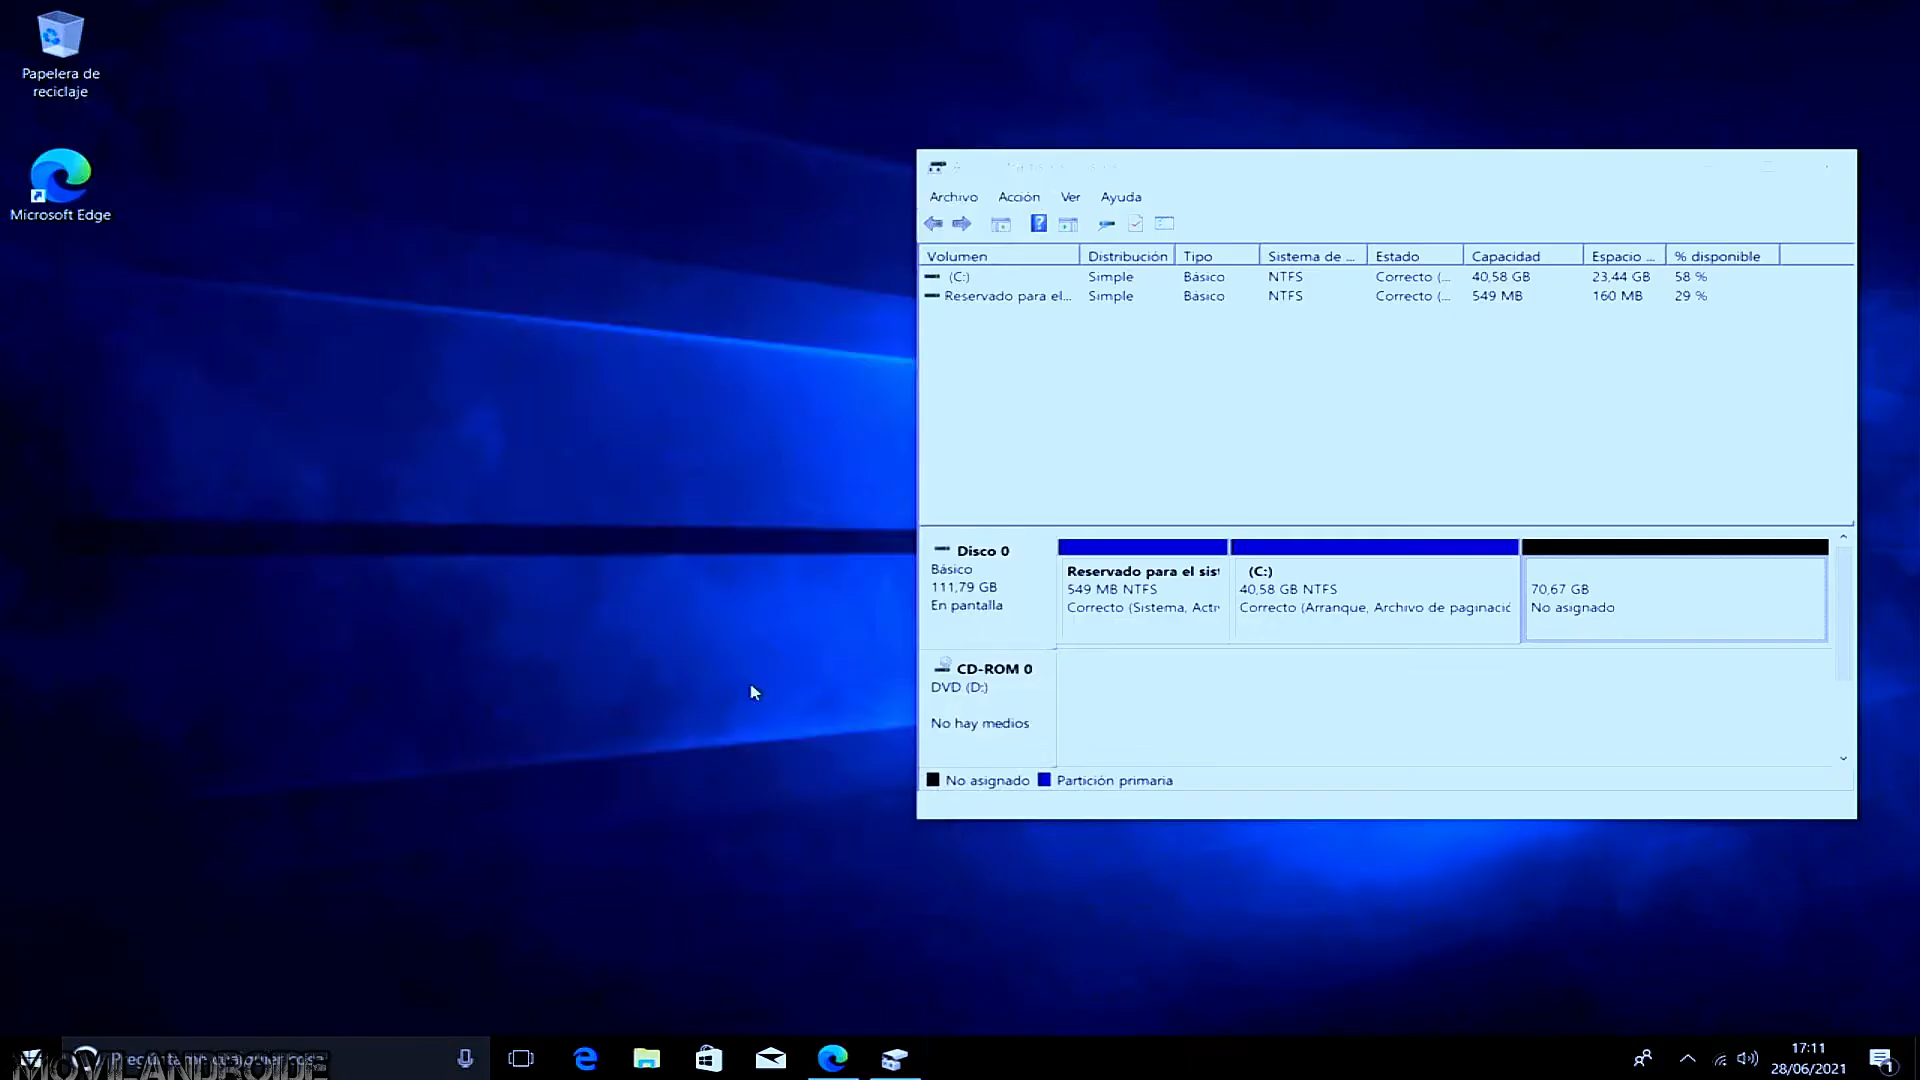 Papelera de
reciclaje
Microsoft Edge
Archivo Acción Ver Ayuda
Volumen Distribución Tipo Sistema de ... Estado Capacidad Espacio ... % disponible
(C:) Simple Básico NTFS Correcto (... 40,58 GB 23,44 GB 58 %
Reservado para el... Simple Básico NTFS Correcto (... 549 MB 160 MB 29 %
Disco 0
Básico
111,79 GB
En pantalla
Reservado para el sist
549 MB NTFS
Correcto (Sistema, Activ
(C:)
40,58 GB NTFS
Correcto (Arranque, Archivo de paginació
70,67 GB
No asignado
CD-ROM 0
DVD (D:)
No hay medios
No asignado Partición primaria
MOVILANDROIDE
17:11
28/06/2021
1